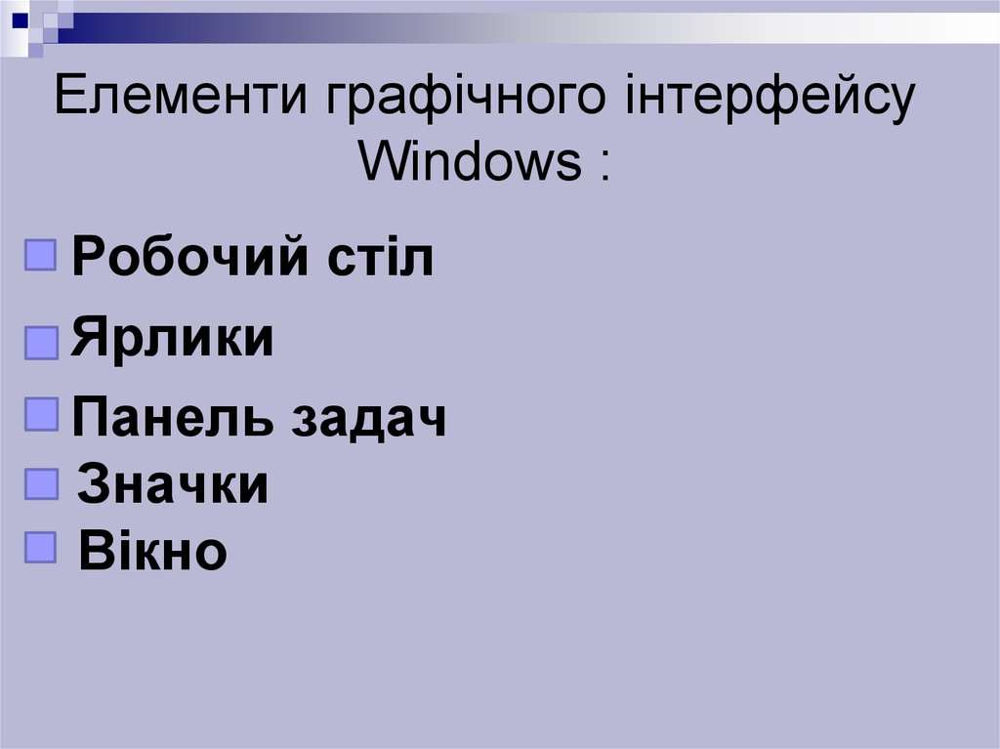 Елементи графічного інтерфейсу
Windows :
Робочий стіл
Ярлики
Панель задач
Значки
Вікно